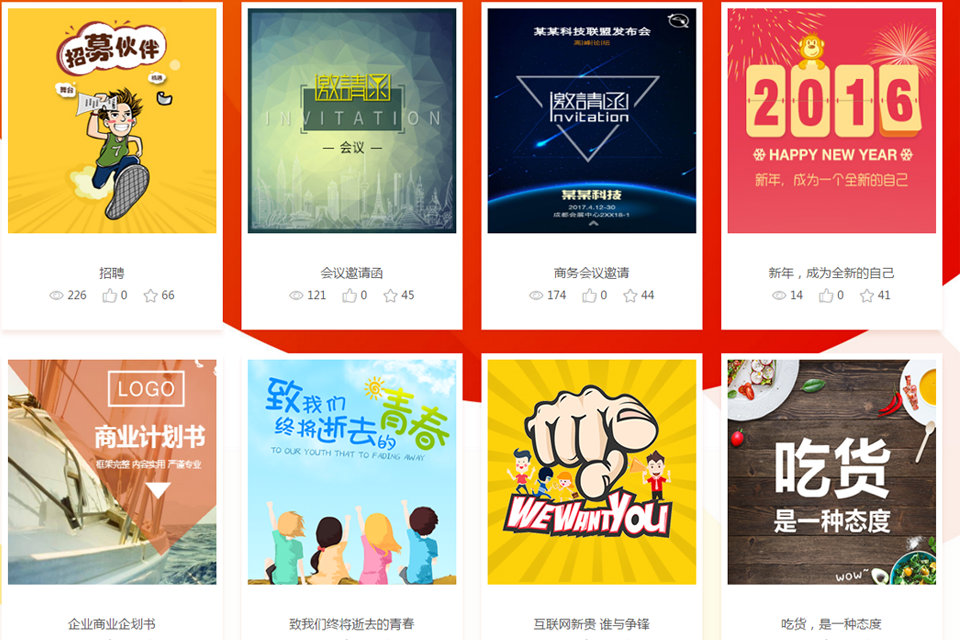 招募伙伴
舞台
机遇
招聘
226 0 66
邀請函
INVITATION
— 会议 —
会议邀请函
121 0 45
某某科技联盟发布会
高峰论坛
邀請函
Invitation
某某科技
2017.4.12-30
成都会展中心2XX18-1
商务会议邀请
174 0 44
2016
HAPPY NEW YEAR
新年，成为一个全新的自己
新年，成为全新的自己
14 0 41
LOGO
商业计划书
框架完整 内容实用 严谨专业
企业商业企划书
致我们
终将逝去的
青春
TO OUR YOUTH THAT TO FADING AWAY
致我们终将逝去的青春
WE WANT YOU
互联网新贵 谁与争锋
吃货
是一种态度
wow~
吃货，是一种态度